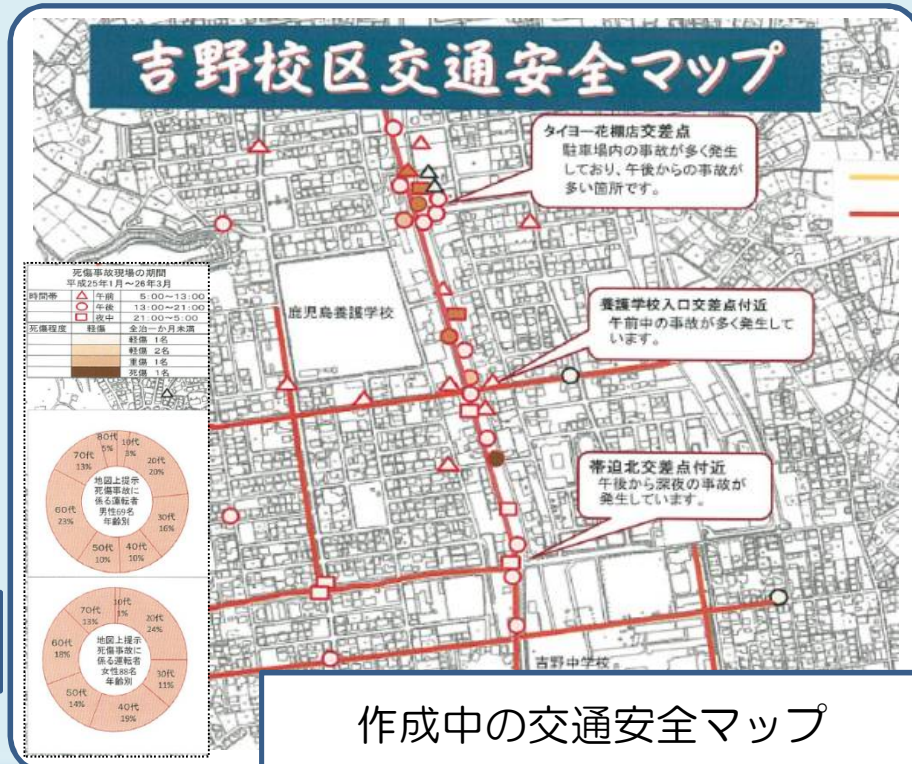 吉野校区交通安全マップ
タイヨー花棚店交差点
駐車場内の事故が多く発生
しており、午後からの事故が
多い箇所です。
鹿児島養護学校
養護学校入口交差点付近
午前中の事故が多く発生して
います。
帯迫北交差点付近
午後から深夜の事故が
発生しています。
吉野中学校
死傷事故現場の期間
平成25年1月～26年3月
時間帯 午前 5:00～13:00
午後 13:00～21:00
夜中 21:00～5:00
死傷程度 軽傷 全治一か月未満
軽傷 1名
軽傷 2名
重傷 1名
死傷 1名
地図上提示
死傷事故に
係る運転者
男性69名
年齢別
10代
3%
20代
20%
30代
16%
40代
10%
50代
10%
60代
23%
70代
13%
80代
5%
地図上提示
死傷事故に
係る運転者
女性88名
年齢別
10代
1%
20代
24%
30代
11%
40代
19%
50代
14%
60代
18%
70代
13%
作成中の交通安全マップ